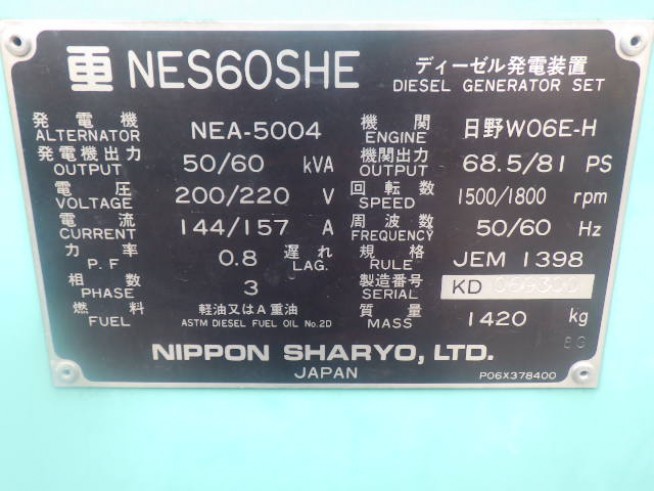 重 NES60SHE ディーゼル発電装置
DIESEL GENERATOR SET
発電機 ALTERNATOR NEA-5004 機関 ENGINE 日野W06E-H
発電機出力 OUTPUT 50/60 kVA 機関出力 OUTPUT 68.5/81 PS
電圧 VOLTAGE 200/220 V 回転数 SPEED 1500/1800 rpm
電流 CURRENT 144/157 A 周波数 FREQUENCY 50/60 Hz
力率 P.F 0.8 遅れ LAG. 規格 RULE JEM 1398
相数 PHASE 3 製造番号 SERIAL KD
燃料 FUEL 軽油又はA重油 ASTM DIESEL FUEL OIL No.2D 質量 MASS 1420 kg
NIPPON SHARYO, LTD.
JAPAN P06X378400